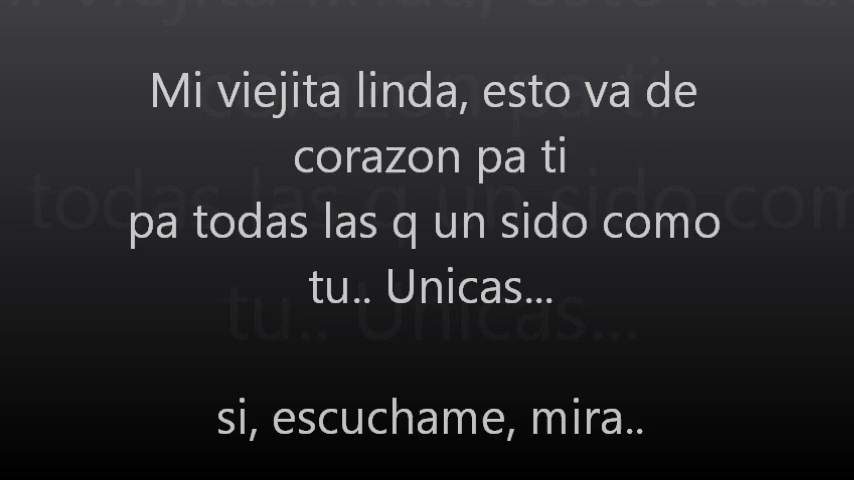 Mi viejita linda, esto va de
corazon pa ti
pa todas las q un sido como
tu.. Unicas...
si, escuchame, mira..